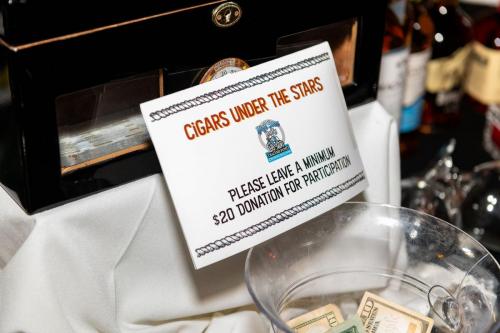 CiGARS UNDER THE STARS
PLEASE LEAVE A MINIMUM
$20 DONATION FOR PARTICIPATION